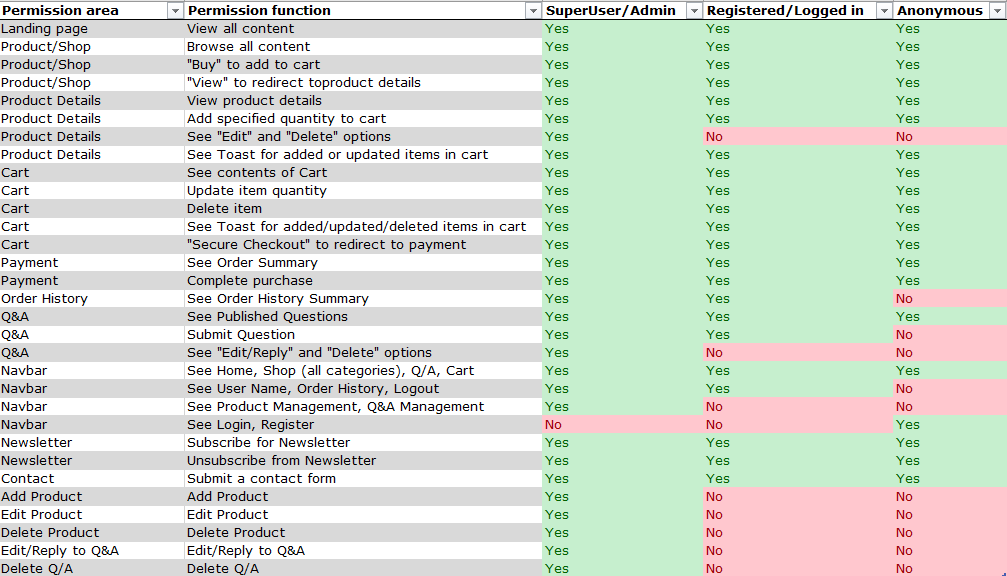 Permission area Permission function SuperUser/Admin Registered/Logged in Anonymous
Landing page View all content Yes Yes Yes
Product/Shop Browse all content Yes Yes Yes
Product/Shop "Buy" to add to cart Yes Yes Yes
Product/Shop "View" to redirect toproduct details Yes Yes Yes
Product Details View product details Yes Yes Yes
Product Details Add specified quantity to cart Yes Yes Yes
Product Details See "Edit" and "Delete" options Yes No No
Product Details See Toast for added or updated items in cart Yes Yes Yes
Cart See contents of Cart Yes Yes Yes
Cart Update item quantity Yes Yes Yes
Cart Delete item Yes Yes Yes
Cart See Toast for added/updated/deleted items in cart Yes Yes Yes
Cart "Secure Checkout" to redirect to payment Yes Yes Yes
Payment See Order Summary Yes Yes Yes
Payment Complete purchase Yes Yes Yes
Order History See Order History Summary Yes Yes No
Q&A See Published Questions Yes Yes Yes
Q&A Submit Question Yes Yes No
Q&A See "Edit/Reply" and "Delete" options Yes No No
Navbar See Home, Shop (all categories), Q/A, Cart Yes Yes Yes
Navbar See User Name, Order History, Logout Yes Yes No
Navbar See Product Management, Q&A Management Yes No No
Navbar See Login, Register No No Yes
Newsletter Subscribe for Newsletter Yes Yes Yes
Newsletter Unsubscribe from Newsletter Yes Yes Yes
Contact Submit a contact form Yes Yes Yes
Add Product Add Product Yes No No
Edit Product Edit Product Yes No No
Delete Product Delete Product Yes No No
Edit/Reply to Q&A Edit/Reply to Q&A Yes No No
Delete Q/A Delete Q/A Yes No No